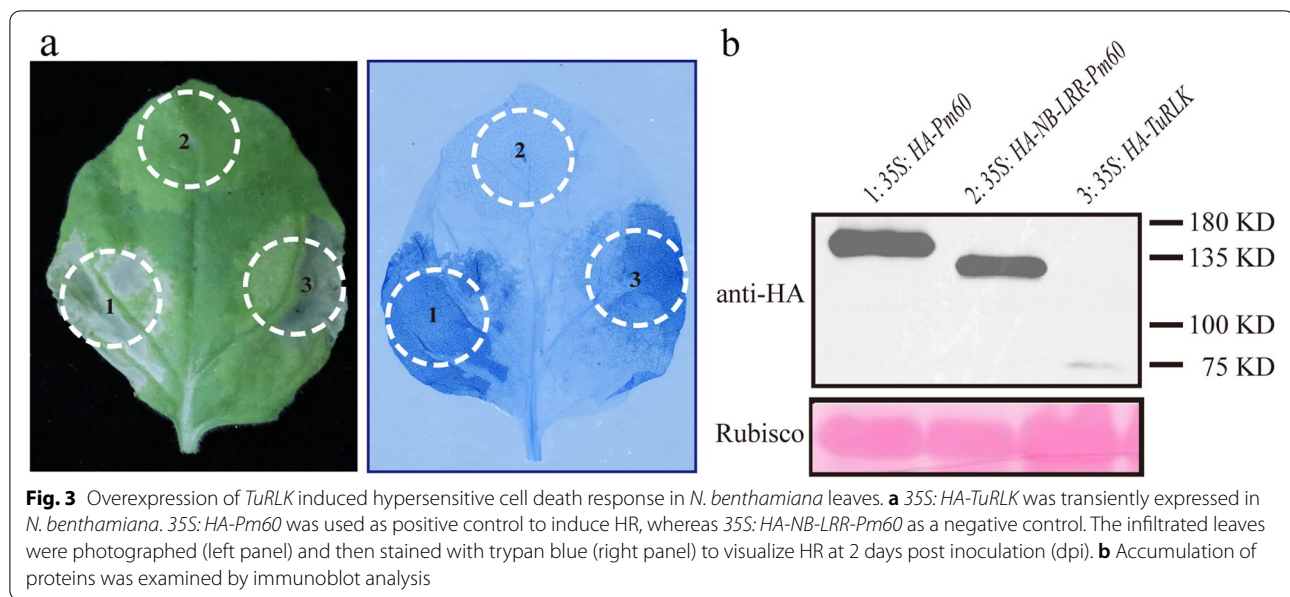 a
b
2
1
3
2
1
3
1: 35S: HA-Pm60
2: 35S: HA-NB-LRR-Pm60
3: 35S: HA-TuRLK
anti-HA
180 KD
135 KD
100 KD
75 KD
Rubisco
Fig. 3 Overexpression of TuRLK induced hypersensitive cell death response in N. benthamiana leaves. a 35S: HA-TuRLK was transiently expressed in
N. benthamiana. 35S: HA-Pm60 was used as positive control to induce HR, whereas 35S: HA-NB-LRR-Pm60 as a negative control. The infiltrated leaves
were photographed (left panel) and then stained with trypan blue (right panel) to visualize HR at 2 days post inoculation (dpi). b Accumulation of
proteins was examined by immunoblot analysis